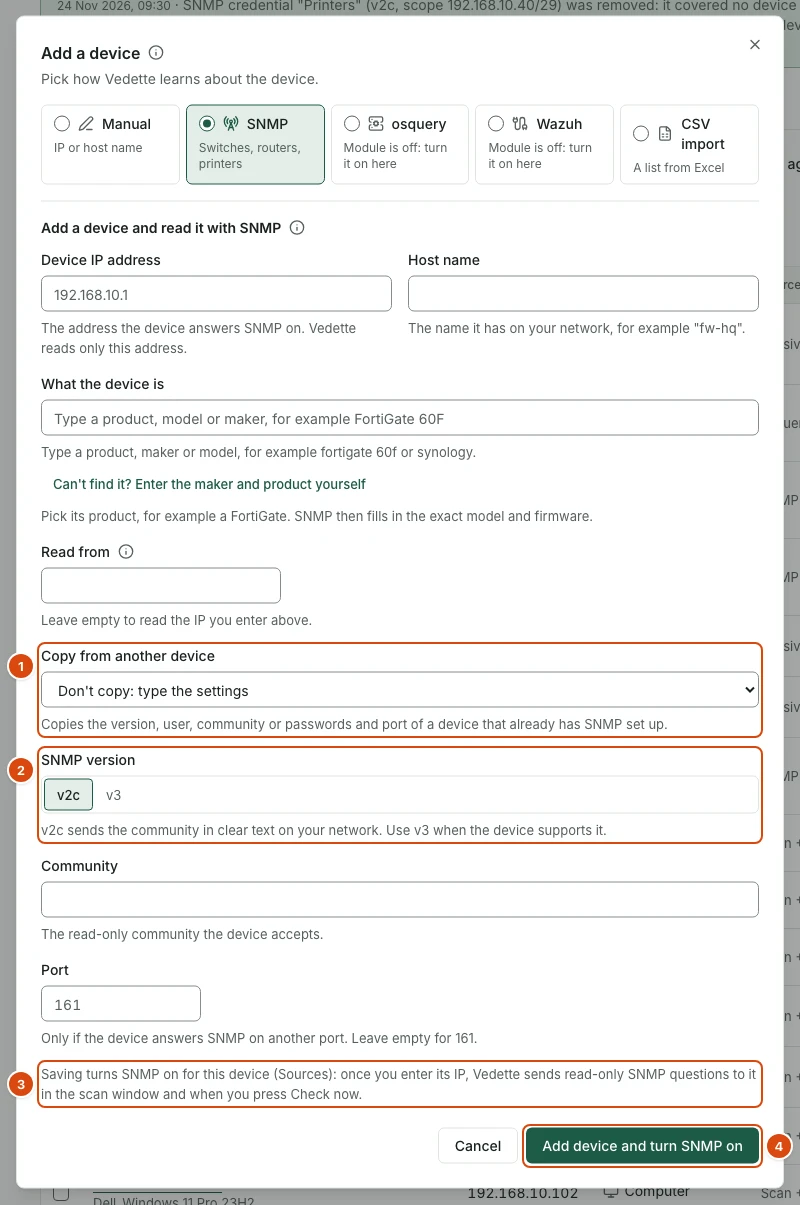 24 Nov 2026, 09:30 · SNMP credential "Printers" (v2c, scope 192.168.10.40/29) was removed: it covered no device
Add a device
Pick how Vedette learns about the device.
Manual
IP or host name
SNMP
Switches, routers,
printers
osquery
Module is off: turn
it on here
Wazuh
Module is off: turn
it on here
CSV
import
A list from Excel
Add a device and read it with SNMP
Device IP address
192.168.10.1
The address the device answers SNMP on. Vedette
reads only this address.
Host name
The name it has on your network, for example "fw-hq".
What the device is
Type a product, model or maker, for example FortiGate 60F
Type a product, maker or model, for example fortigate 60f or synology.
Can't find it? Enter the maker and product yourself
Pick its product, for example a FortiGate. SNMP then fills in the exact model and firmware.
Read from
Leave empty to read the IP you enter above.
1
Copy from another device
Don't copy: type the settings
Copies the version, user, community or passwords and port of a device that already has SNMP set up.
2
SNMP version
v2c v3
v2c sends the community in clear text on your network. Use v3 when the device supports it.
Community
The read-only community the device accepts.
Port
161
Only if the device answers SNMP on another port. Leave empty for 161.
3
Saving turns SNMP on for this device (Sources): once you enter its IP, Vedette sends read-only SNMP questions to it
in the scan window and when you press Check now.
Cancel
Add device and turn SNMP on
4
Dell, Windows 11 Pro 23H2
192.168.10.102
Computer
Scan +